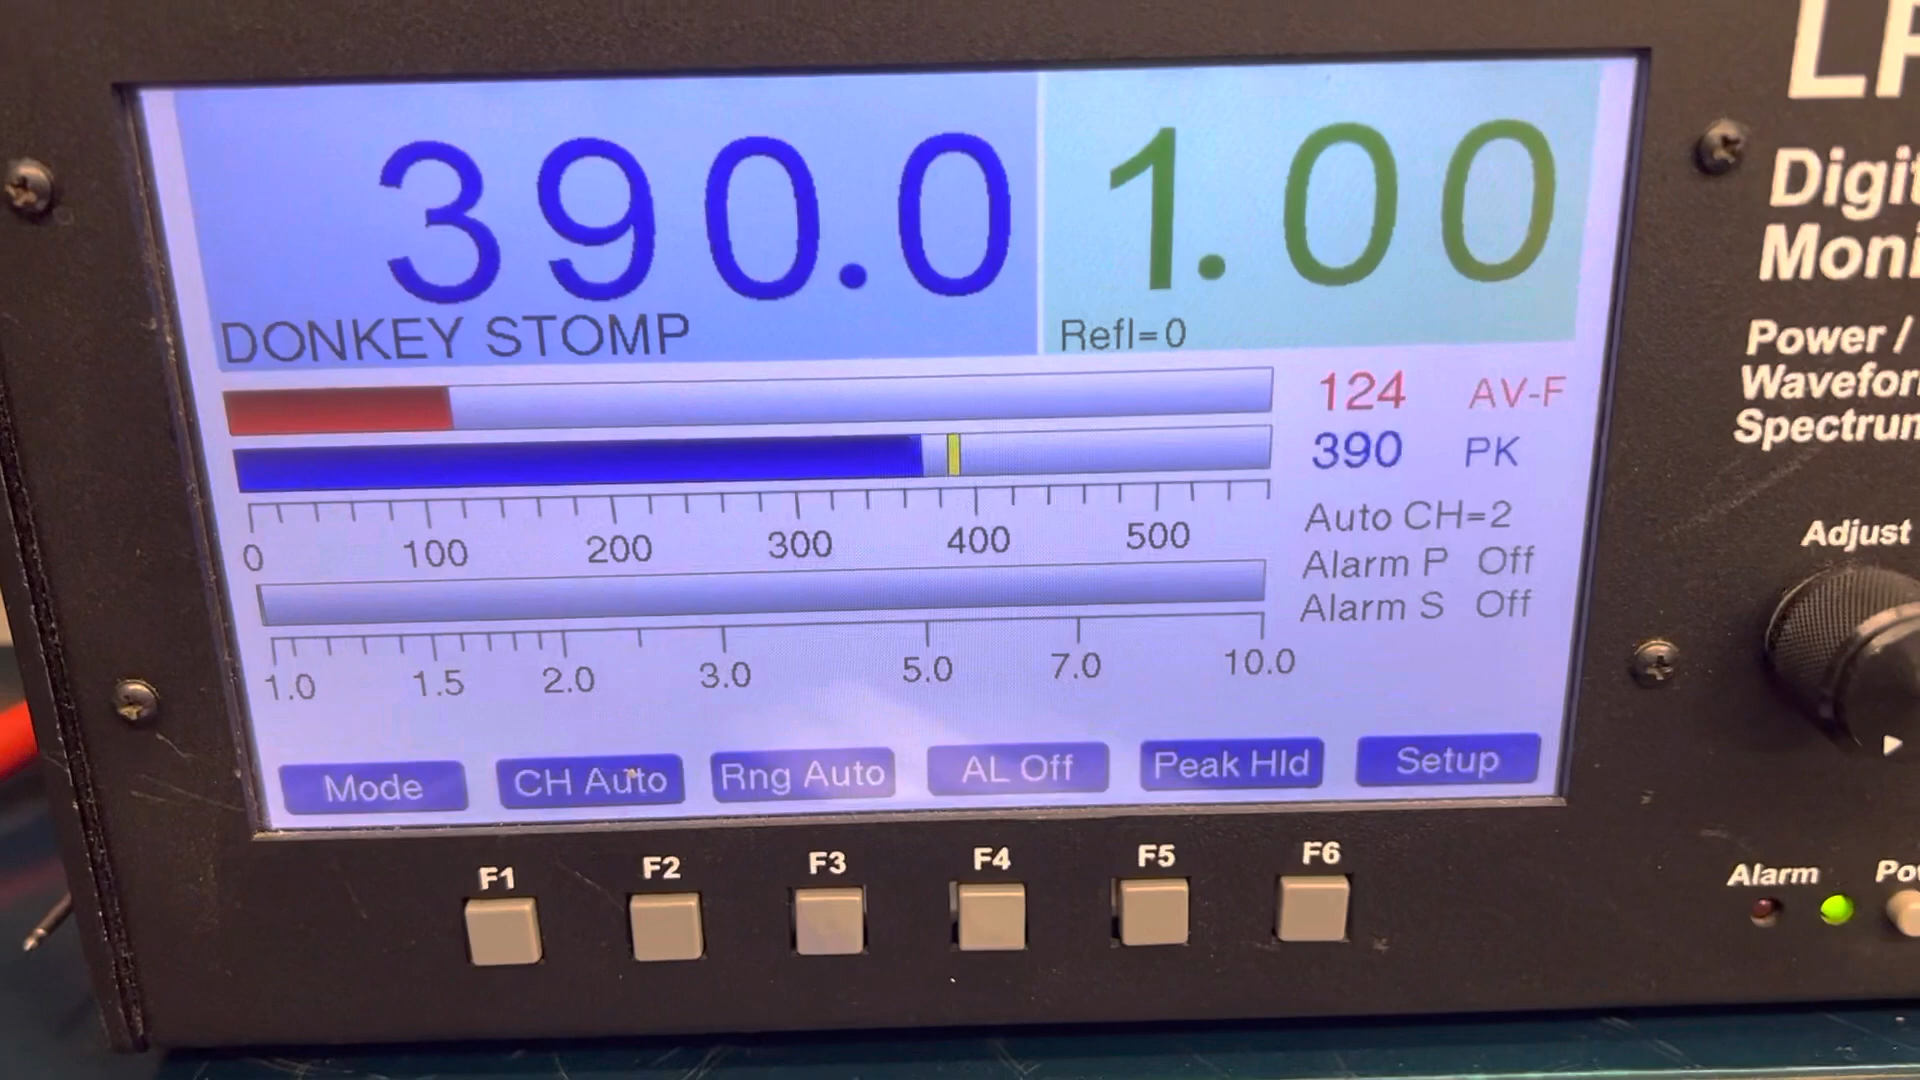 390.0
DONKEY STOMP
1.00
Refl=0
124 AV-F
390 PK
0 100 200 300 400 500
Auto CH=2
Alarm P Off
Alarm S Off
1.0 1.5 2.0 3.0 5.0 7.0 10.0
Mode CH Auto Rng Auto AL Off Peak Hld Setup
F1 F2 F3 F4 F5 F6
Power /
Adjust
Alarm